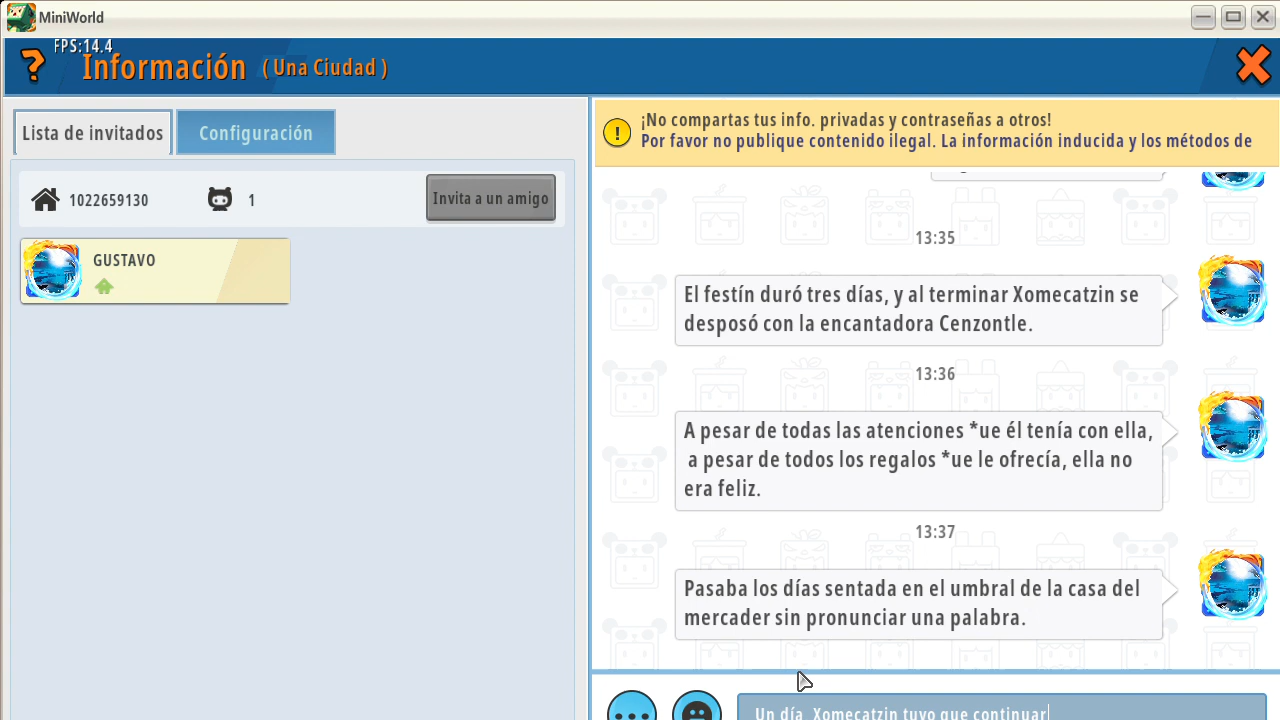 MiniWorld
FPS:14.4
Información (Una Ciudad)
Lista de invitados
Configuración
1022659130
1
Invita a un amigo
GUSTAVO
¡No compartas tus info. privadas y contraseñas a otros!
Por favor no publique contenido ilegal. La información inducida y los métodos de
13:35
El festín duró tres días, y al terminar Xomecatzin se
desposó con la encantadora Cenzontle.
13:36
A pesar de todas las atenciones *ue él tenía con ella,
a pesar de todos los regalos *ue le ofrecía, ella no
era feliz.
13:37
Pasaba los días sentada en el umbral de la casa del
mercader sin pronunciar una palabra.
Un día, Xomecatzin tuvo que continuar